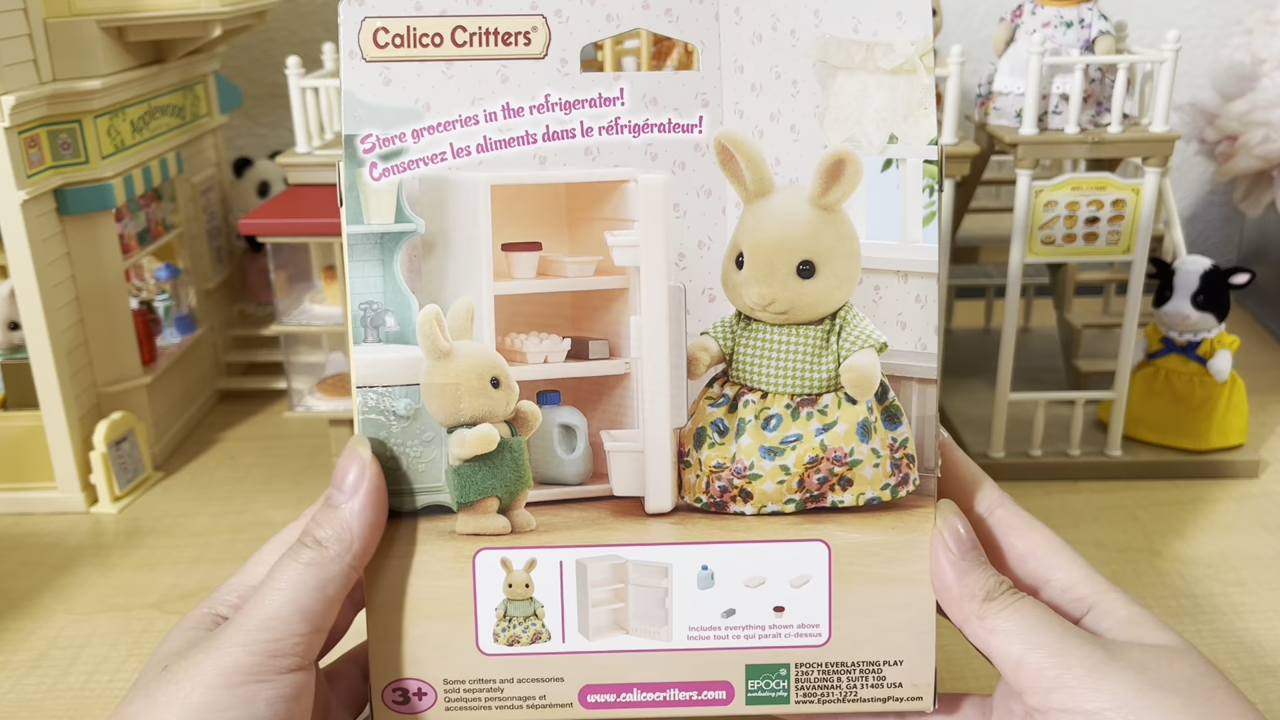 Calico Critters®
Store groceries in the refrigerator!
Conservez les aliments dans le réfrigérateur!
Applewood
WELCOME
Includes everything shown above
Inclue tout ce qui paraît ci-dessus
3+
Some critters and accessories
sold separately
Quelques personnages et
accessoires vendus séparément
www.calicocritters.com
EPOCH
everlasting play
EPOCH EVERLASTING PLAY
2367 TREMONT ROAD
BUILDING B, SUITE 100
SAVANNAH, GA 31405 USA
1-800-631-1272
www.EpochEverlastingPlay.com